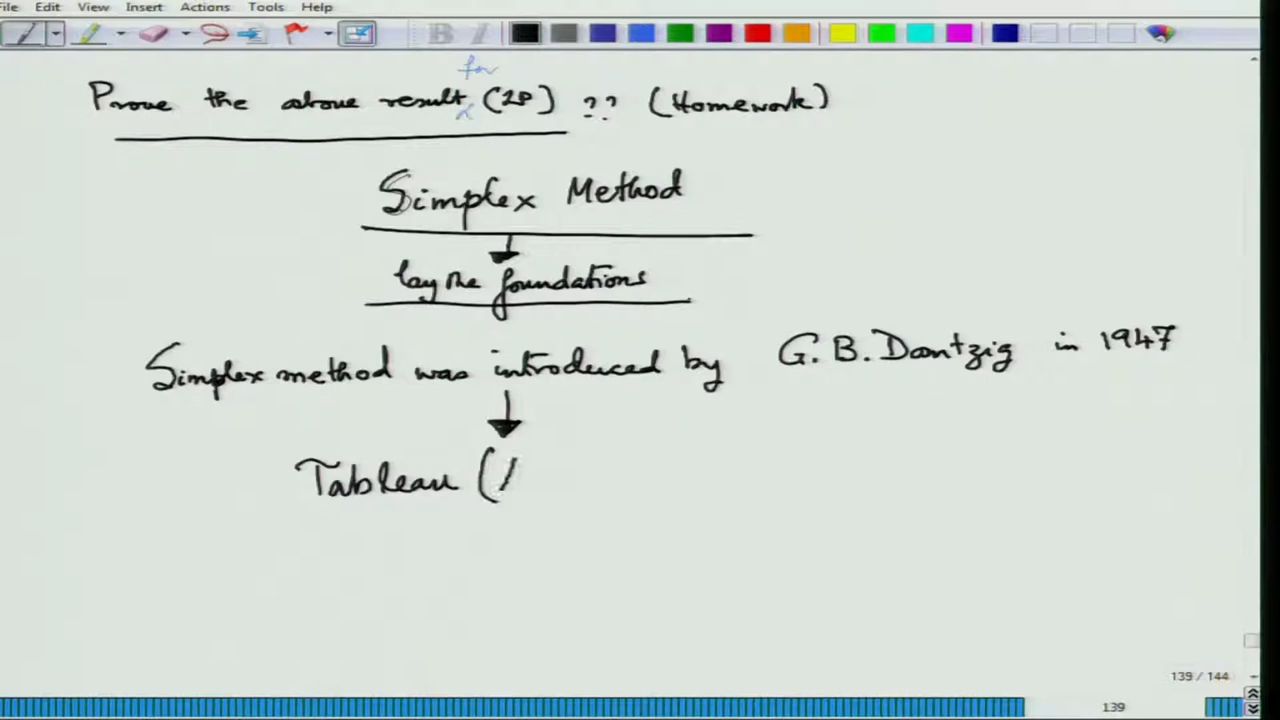 File Edit View Insert Actions Tools Help
for
Prove the above result (LP) ?? (Homework)
Simplex Method
lay the foundations
Simplex method was introduced by G. B. Dantzig in 1947
Tableau (
139 / 144
139